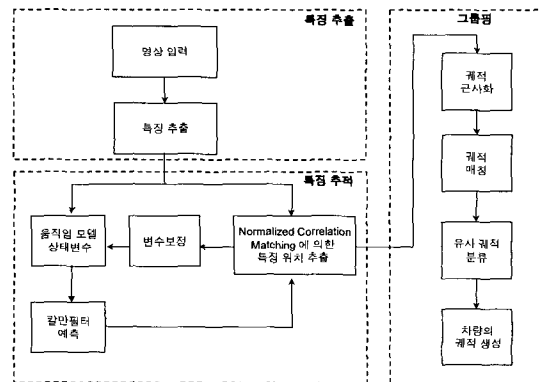 특징 추출
영상 입력
특징 추출
특징 추적
움직임 모델
상태변수
변수보정
Normalized Correlation
Matching 에 의한
특징 위치 추출
칼만필터
예측
그룹핑
궤적
근사화
궤적
매칭
유사 궤적
분류
차량의
궤적 생성